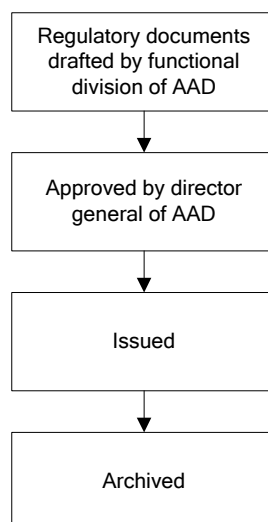 Regulatory documents
drafted by functional
division of AAD
Approved by director
general of AAD
Issued
Archived